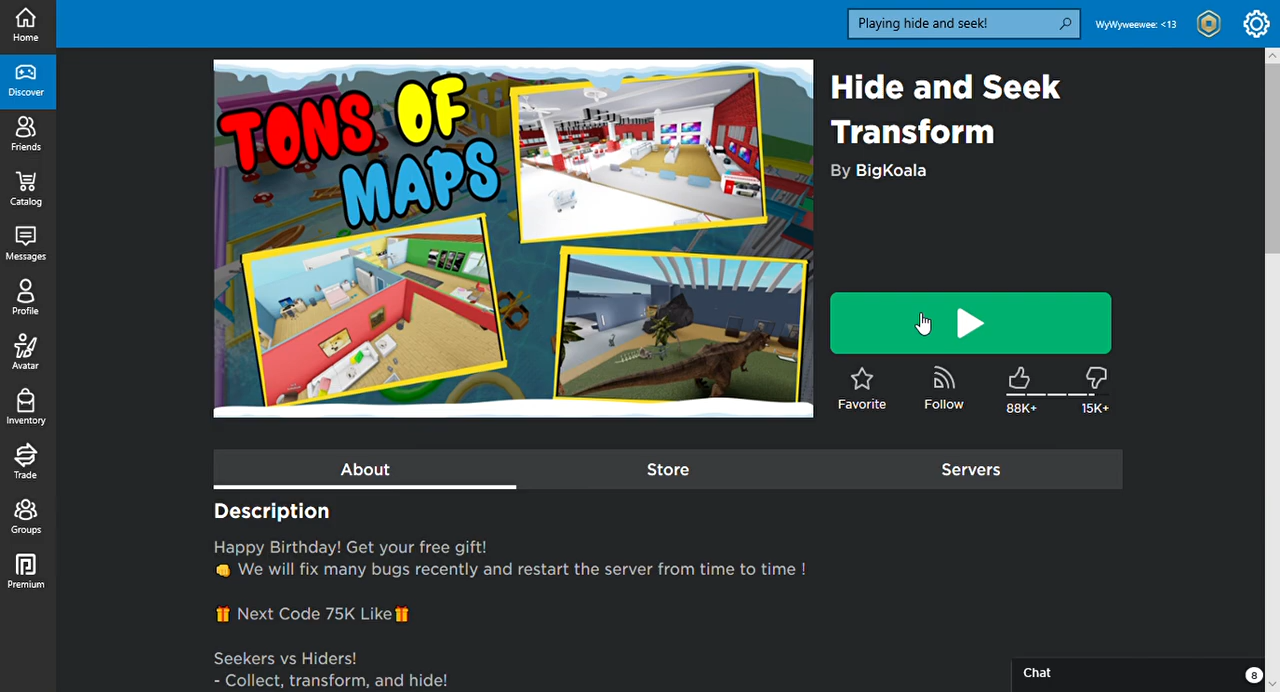 Home
Discover
Friends
Catalog
Messages
Profile
Avatar
Inventory
Trade
Groups
Premium
Playing hide and seek!
WyWyweewee: <13
TONS OF
MAPS
Hide and Seek
Transform
By BigKoala
Favorite
Follow
88K+
15K+
About
Store
Servers
Description
Happy Birthday! Get your free gift!
👊 We will fix many bugs recently and restart the server from time to time !
🎁 Next Code 75K Like🎁
Seekers vs Hiders!
- Collect, transform, and hide!
Chat
8